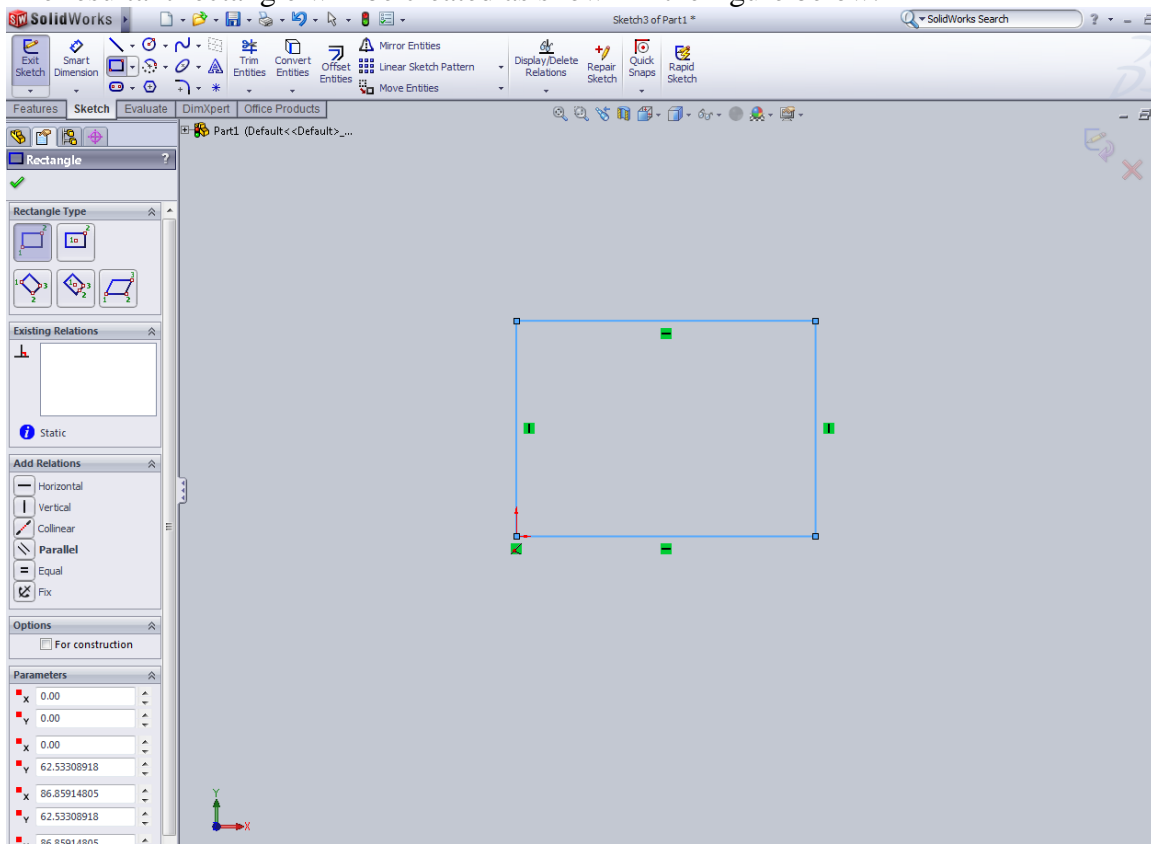 SolidWorks
Sketch3 of Part1 *
SolidWorks Search
?
Exit Sketch
Smart Dimension
Trim Entities
Convert Entities
Offset Entities
Mirror Entities
Linear Sketch Pattern
Move Entities
Display/Delete Relations
Repair Sketch
Quick Snaps
Rapid Sketch
Features Sketch Evaluate DimXpert Office Products
Part1 (Default<<Default>_...
Rectangle ?
Rectangle Type
Existing Relations
Static
Add Relations
Horizontal
Vertical
Collinear
Parallel
Equal
Fix
Options
For construction
Parameters
X 0.00
Y 0.00
X 0.00
Y 62.53308918
X 86.85914805
Y 62.53308918
86.85914805
Y
X